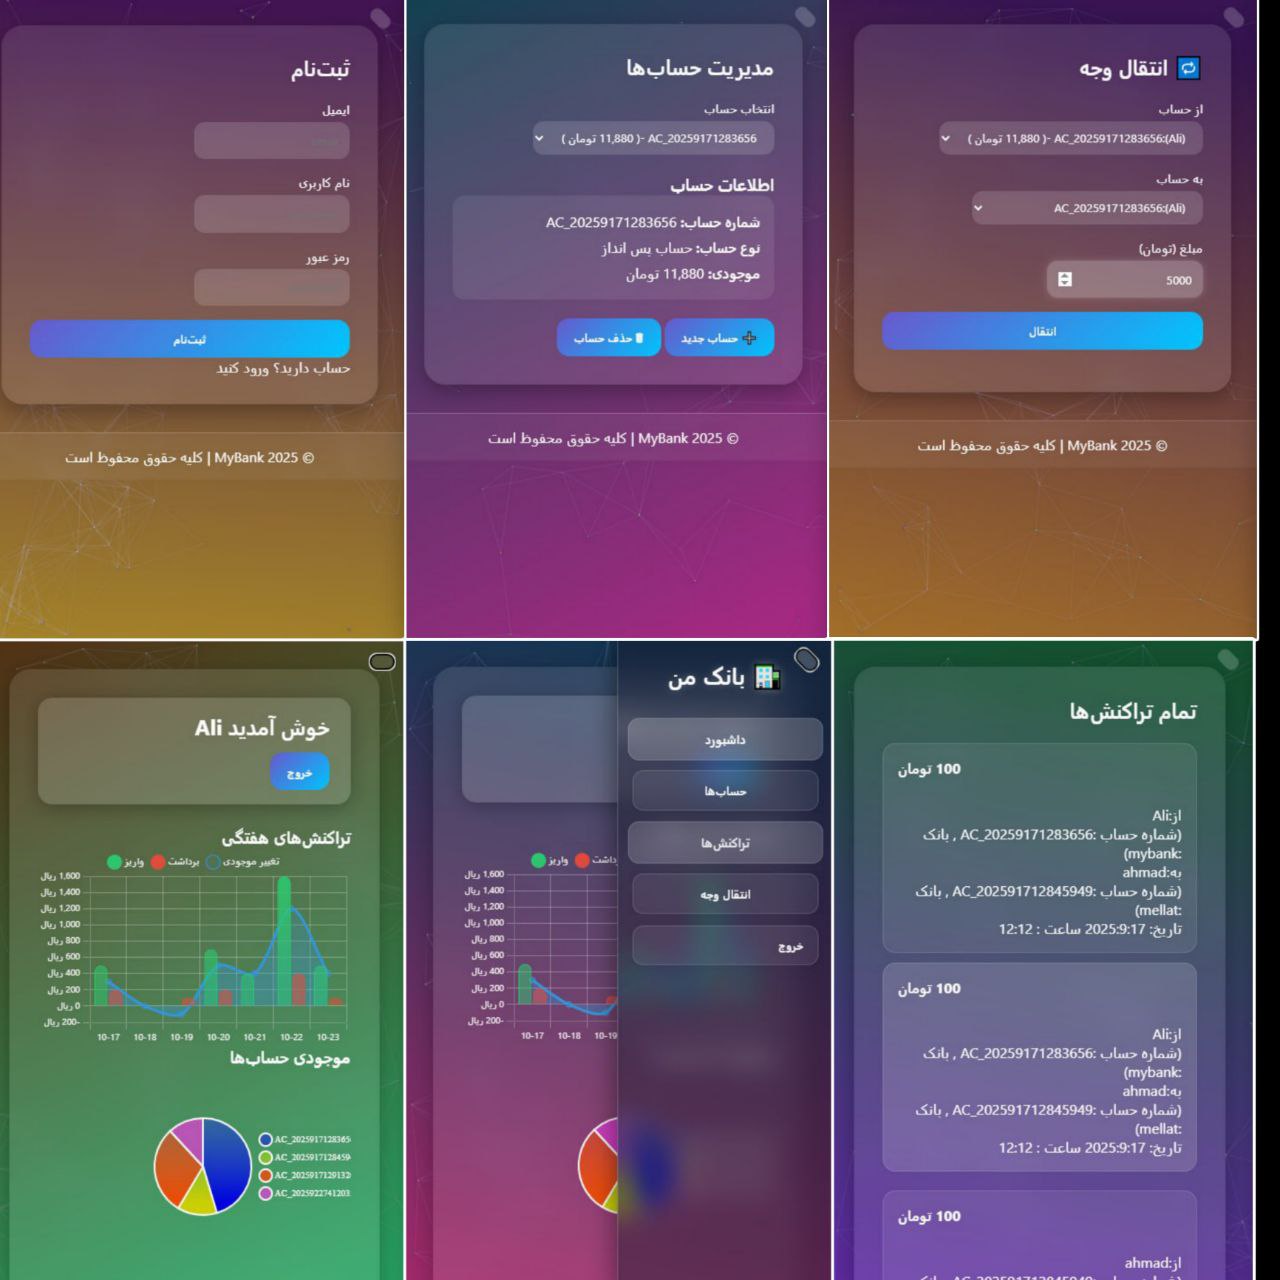 ثبت‌نام
ایمیل
نام کاربری
رمز عبور
ثبت‌نام
حساب دارید؟ ورود کنید
© 2025 MyBank | کلیه حقوق محفوظ است
مدیریت حساب‌ها
انتخاب حساب
AC_20259171283656 -( 11,880 تومان )
اطلاعات حساب
شماره حساب: AC_20259171283656
نوع حساب: حساب پس انداز
موجودی: 11,880 تومان
➕ حساب جدید
🗑 حذف حساب
© 2025 MyBank | کلیه حقوق محفوظ است
🔁 انتقال وجه
از حساب
AC_20259171283656:(Ali) -( 11,880 تومان )
به حساب
AC_20259171283656:(Ali)
مبلغ (تومان)
5000
انتقال
© 2025 MyBank | کلیه حقوق محفوظ است
خوش آمدید Ali
خروج
تراکنش‌های هفتگی
تغییر موجودی
برداشت
واریز
1,600 ریال
1,400 ریال
1,200 ریال
1,000 ریال
800 ریال
600 ریال
400 ریال
200 ریال
0 ریال
-200 ریال
10-17 10-18 10-19 10-20 10-21 10-22 10-23
موجودی حساب‌ها
AC_2025917128365
AC_2025917128459
AC_2025917129132
AC_2025922741203
🏦 بانک من
داشبورد
حساب‌ها
تراکنش‌ها
انتقال وجه
خروج
واریز
1,600 ریال
1,400 ریال
1,200 ریال
1,000 ریال
800 ریال
600 ریال
400 ریال
200 ریال
0 ریال
-200 ریال
10-17 10-18 10-19
تمام تراکنش‌ها
100 تومان
از:Ali
(شماره حساب :AC_20259171283656 , بانک
:mybank)
به:ahmad
(شماره حساب :AC_202591712845949 , بانک
:mellat)
تاریخ: 2025:9:17 ساعت : 12:12
100 تومان
از:Ali
(شماره حساب :AC_20259171283656 , بانک
:mybank)
به:ahmad
(شماره حساب :AC_202591712845949 , بانک
:mellat)
تاریخ: 2025:9:17 ساعت : 12:12
100 تومان
از:ahmad